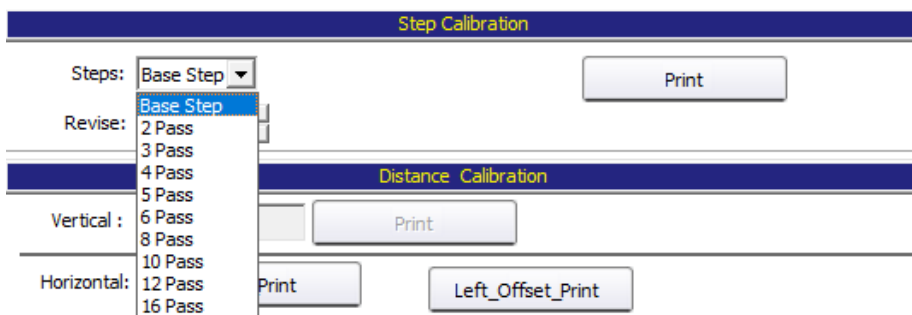 Step Calibration
Steps: Base Step Print
Base Step
Revise: 2 Pass
3 Pass
4 Pass
Distance Calibration
5 Pass
Vertical : 6 Pass Print
8 Pass
10 Pass
Horizontal: 12 Pass Print Left_Offset_Print
16 Pass